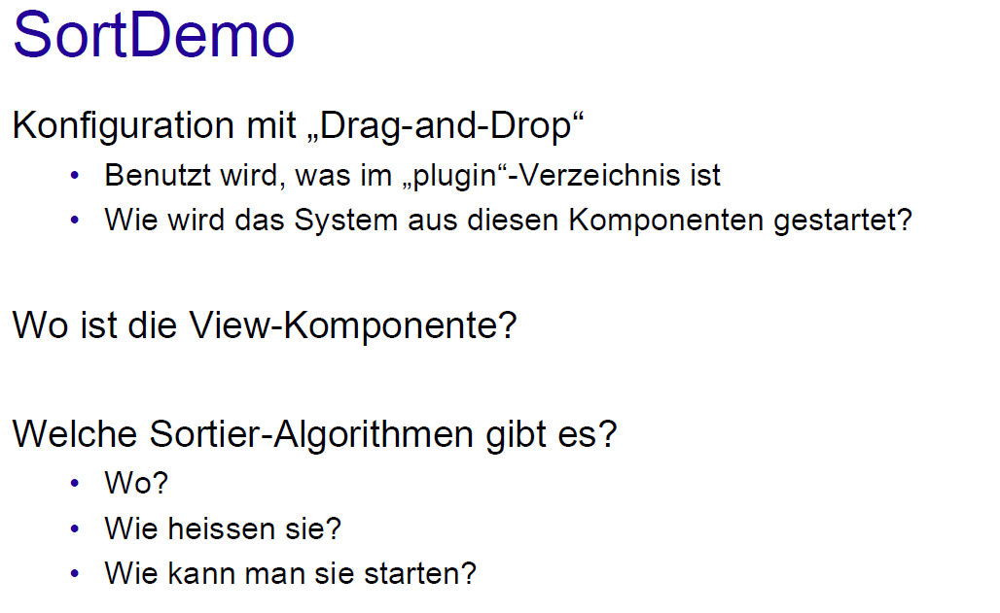 SortDemo
Konfiguration mit „Drag-and-Drop“
• Benutzt wird, was im „plugin“-Verzeichnis ist
• Wie wird das System aus diesen Komponenten gestartet?
Wo ist die View-Komponente?
Welche Sortier-Algorithmen gibt es?
• Wo?
• Wie heissen sie?
• Wie kann man sie starten?